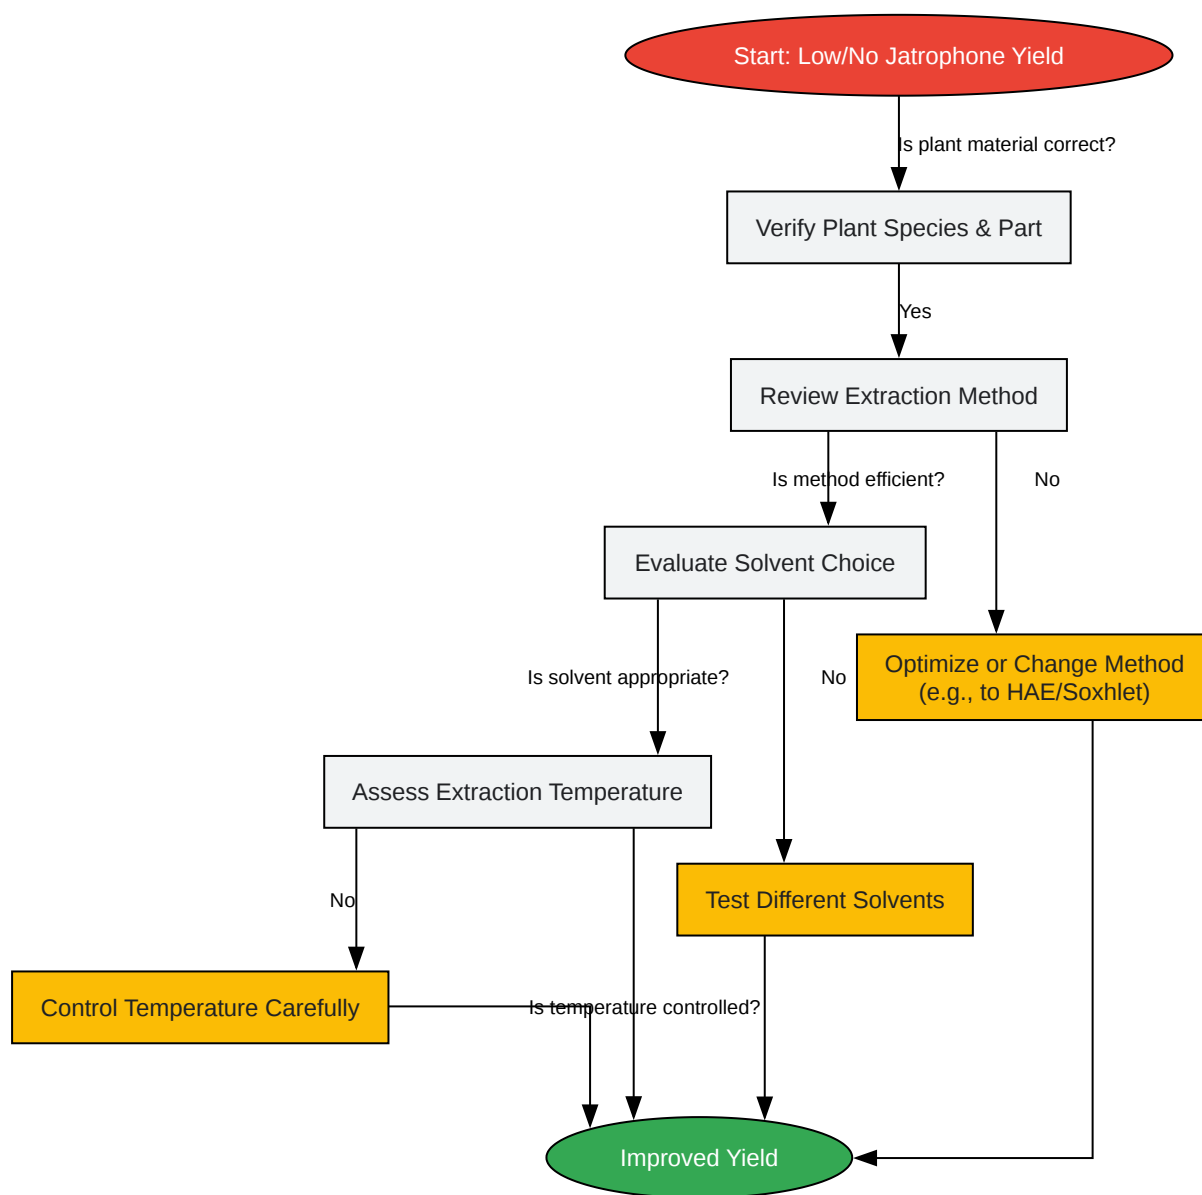 Start: Low/No Jatrophone Yield
Is plant material correct?
Verify Plant Species & Part
Yes
Review Extraction Method
Is method efficient?
No
Evaluate Solvent Choice
Is solvent appropriate?
No
Optimize or Change Method
(e.g., to HAE/Soxhlet)
Assess Extraction Temperature
No
Test Different Solvents
Control Temperature Carefully
Is temperature controlled?
Improved Yield